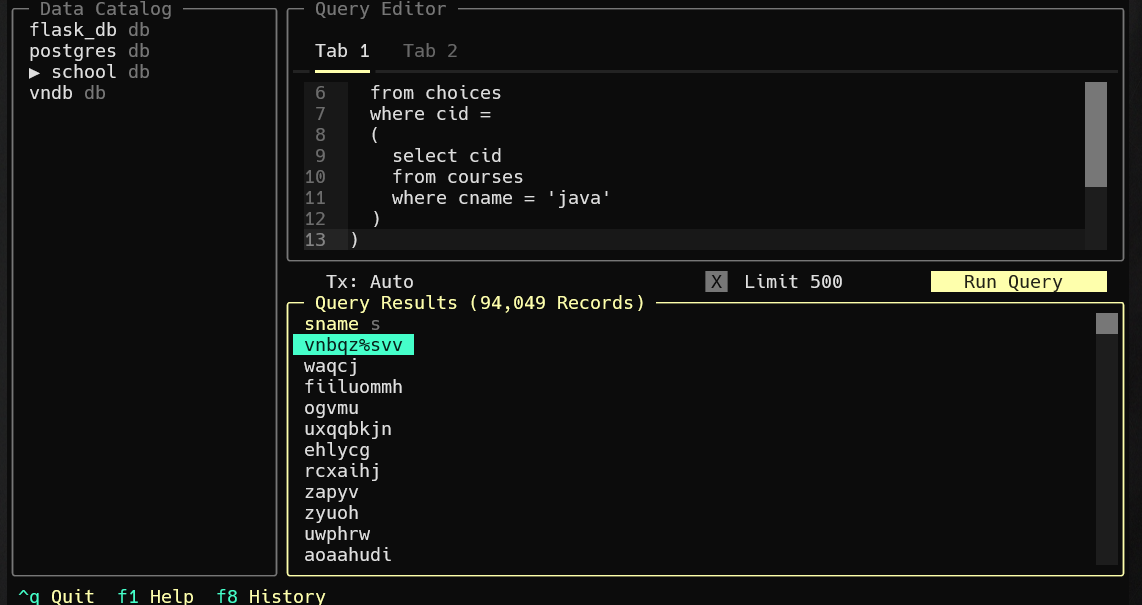 Data Catalog
flask_db db
postgres db
▶ school db
vndb db
Query Editor
Tab 1 Tab 2
6 from choices
7 where cid =
8 (
9 select cid
10 from courses
11 where cname = 'java'
12 )
13 )
Tx: Auto X Limit 500 Run Query
Query Results (94,049 Records)
sname s
vnbqz%svv
waqcj
fiiluommh
ogvmu
uxqqbkjn
ehlycg
rcxaihj
zapyv
zyuoh
uwphrw
aoaahudi
^q Quit f1 Help f8 History